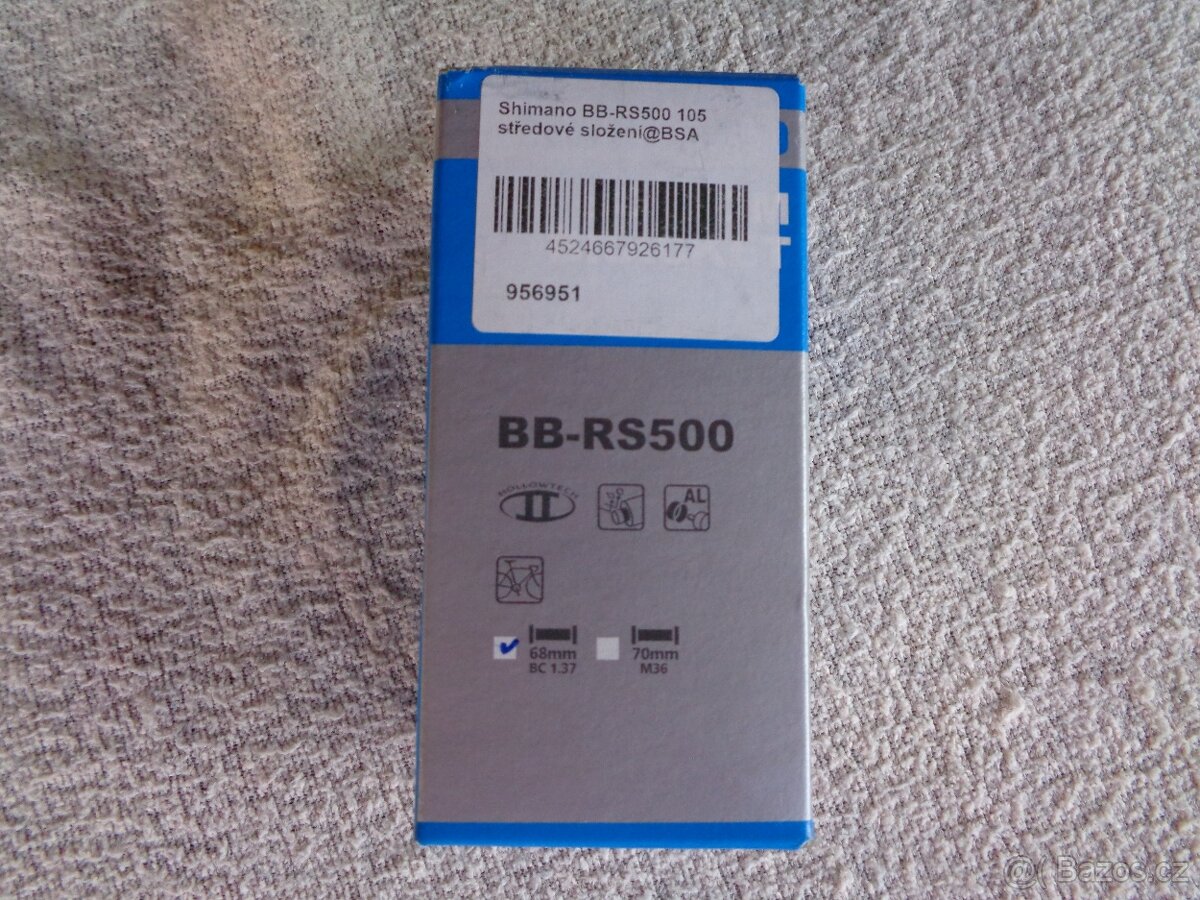 Shimano BB-RS500 105
středové složení@BSA
4524667926177
956951
BB-RS500
HOLLOWTECH
II
AL
68mm
BC 1.37
70mm
M36
@ Bazos.cz